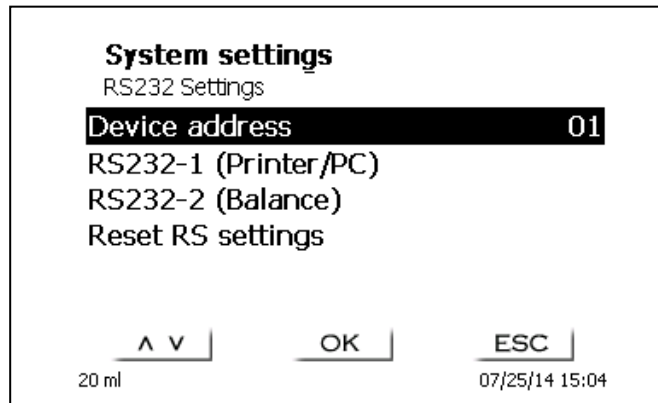 System settings
RS232 Settings
Device address 01
RS232-1 (Printer/PC)
RS232-2 (Balance)
Reset RS settings
∧ ∨ OK ESC
20 ml 07/25/14 15:04